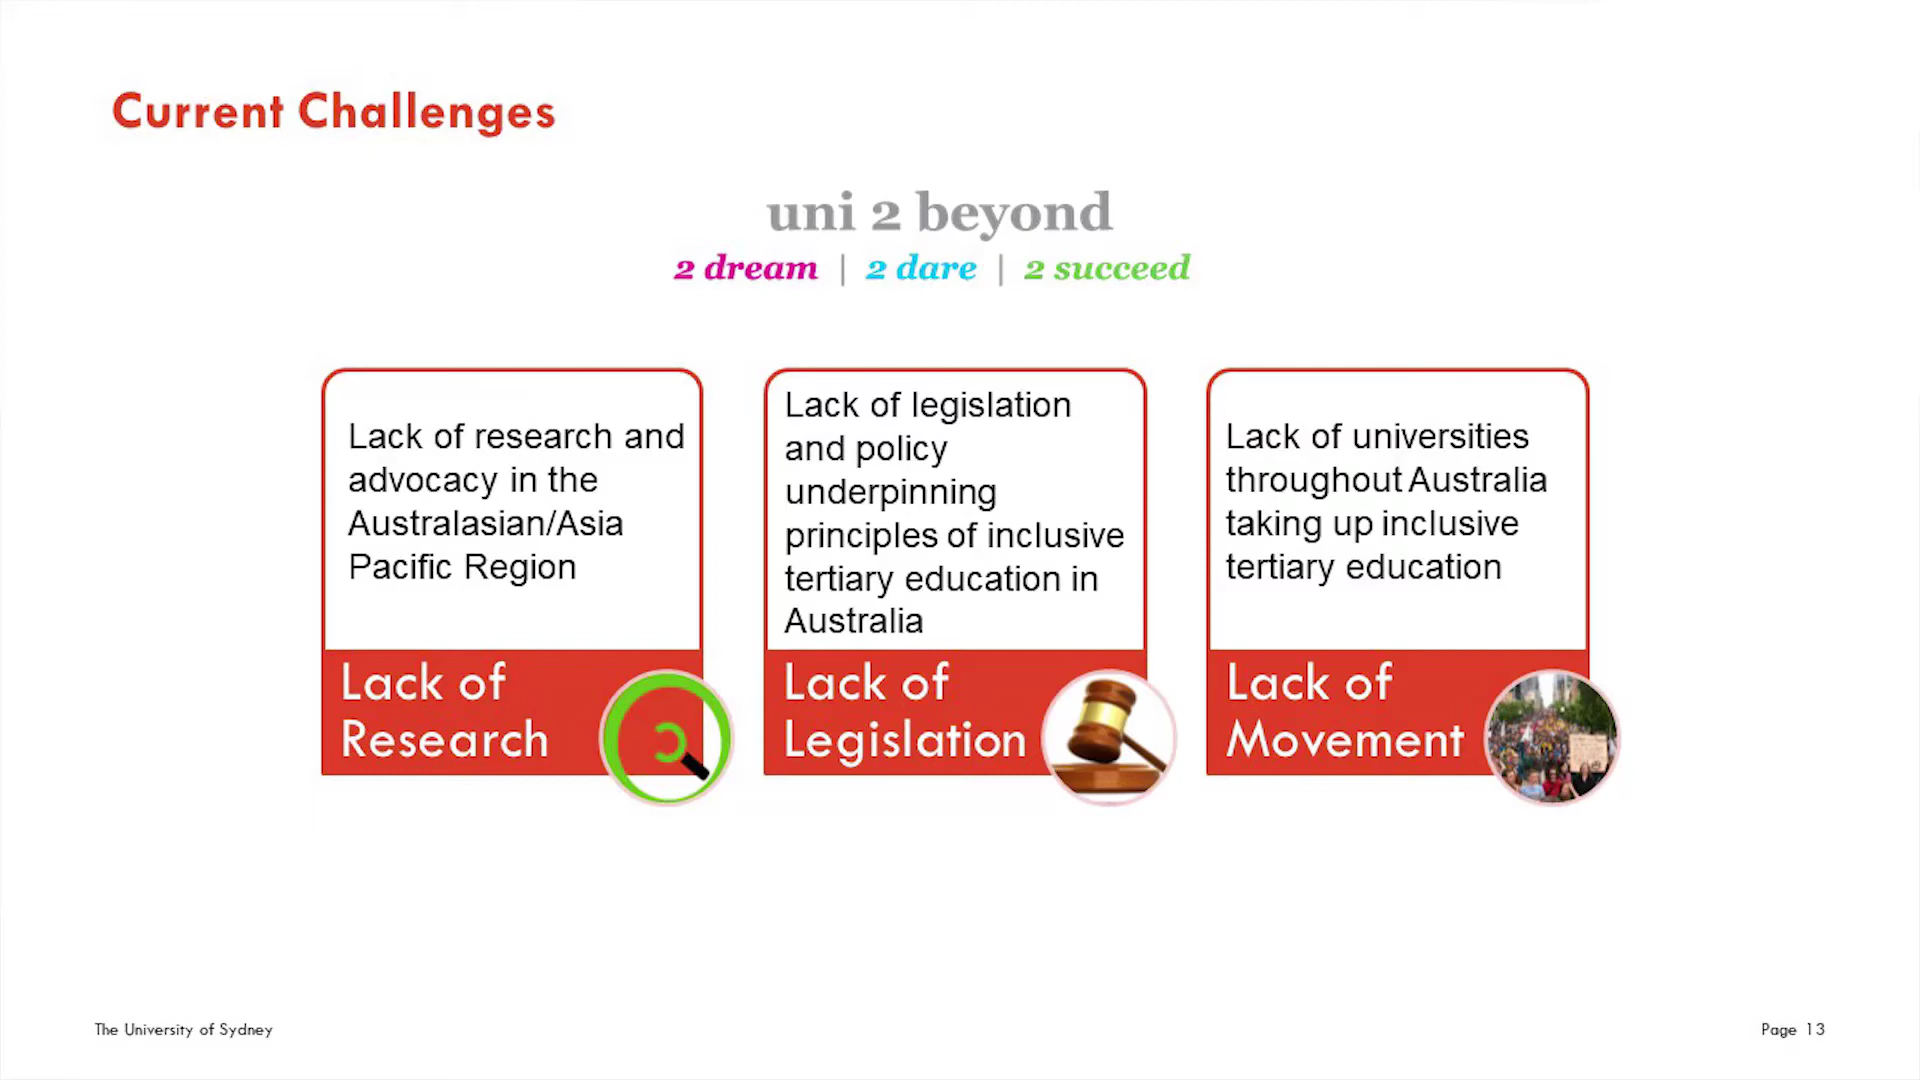 Current Challenges
uni 2 beyond
2 dream | 2 dare | 2 succeed
Lack of research and
advocacy in the
Australasian/Asia
Pacific Region
Lack of
Research
Lack of legislation
and policy
underpinning
principles of inclusive
tertiary education in
Australia
Lack of
Legislation
Lack of universities
throughout Australia
taking up inclusive
tertiary education
Lack of
Movement
The University of Sydney
Page 13